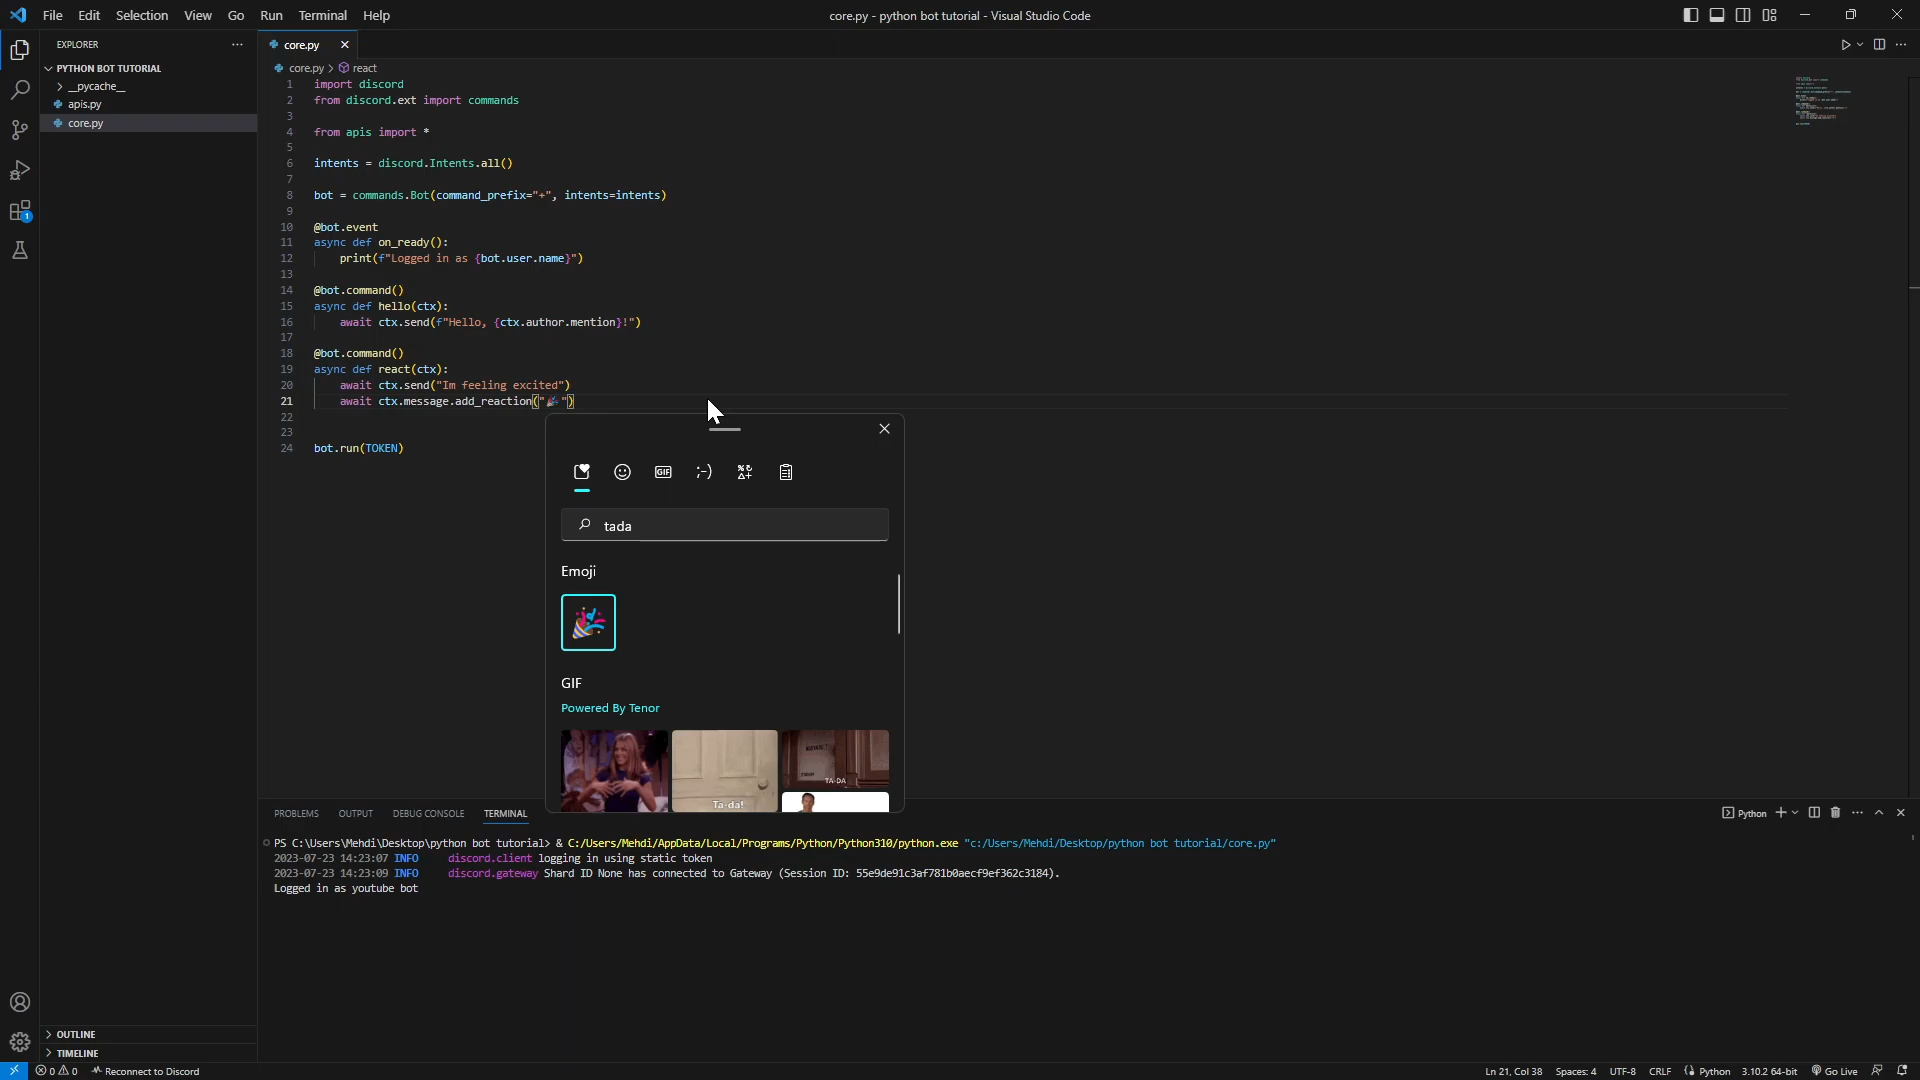 File Edit Selection View Go Run Terminal Help
core.py - python bot tutorial - Visual Studio Code
EXPLORER
core.py
PYTHON BOT TUTORIAL
core.py > react
__pycache__
apis.py
core.py
1 import discord
2 from discord.ext import commands
3
4 from apis import *
5
6 intents = discord.Intents.all()
7
8 bot = commands.Bot(command_prefix="+", intents=intents)
9
10 @bot.event
11 async def on_ready():
12 print(f"Logged in as {bot.user.name}")
13
14 @bot.command()
15 async def hello(ctx):
16 await ctx.send(f"Hello, {ctx.author.mention}!")
17
18 @bot.command()
19 async def react(ctx):
20 await ctx.send("Im feeling excited")
21 await ctx.message.add_reaction("🎉")
22
23
24 bot.run(TOKEN)
1
GIF ;-)
tada
Emoji
GIF
Powered By Tenor
Ta-da!
TA-DA
PROBLEMS OUTPUT DEBUG CONSOLE TERMINAL
Python
PS C:\Users\Mehdi\Desktop\python bot tutorial> & C:/Users/Mehdi/AppData/Local/Programs/Python/Python310/python.exe "c:/Users/Mehdi/Desktop/python bot tutorial/core.py"
2023-07-23 14:23:07 INFO discord.client logging in using static token
2023-07-23 14:23:09 INFO discord.gateway Shard ID None has connected to Gateway (Session ID: 55e9de91c3af781b0aecf9ef362c3184).
Logged in as youtube bot
OUTLINE
TIMELINE
0 0 Reconnect to Discord
Ln 21, Col 38 Spaces: 4 UTF-8 CRLF Python 3.10.2 64-bit Go Live